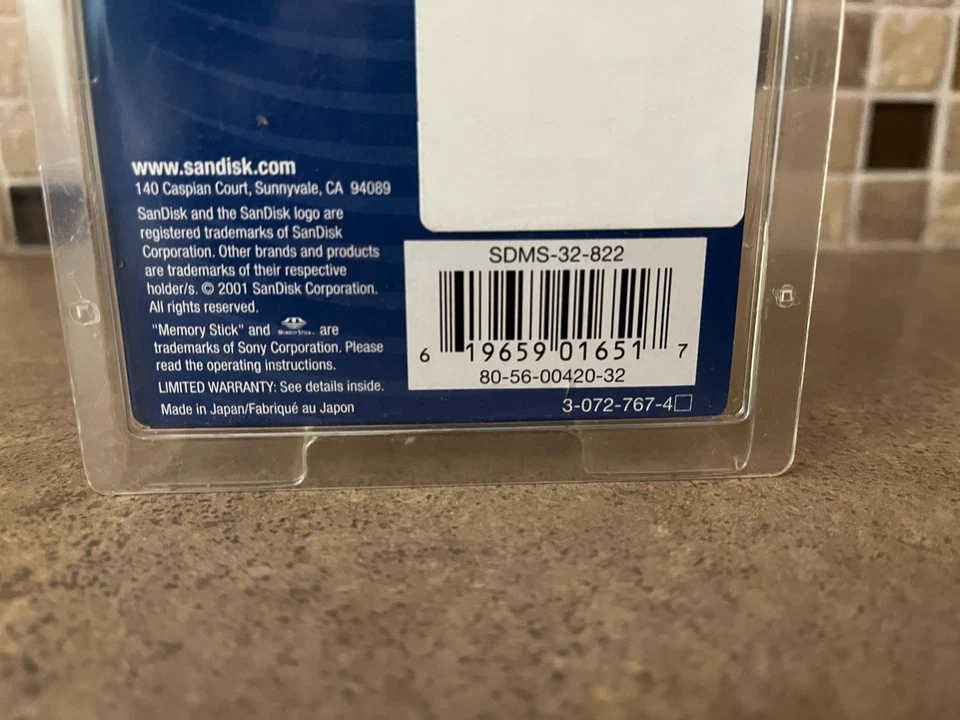 www.sandisk.com
140 Caspian Court, Sunnyvale, CA 94089
SanDisk and the SanDisk logo are
registered trademarks of SanDisk
Corporation. Other brands and products
are trademarks of their respective
holder/s. © 2001 SanDisk Corporation.
All rights reserved.
"Memory Stick" and MEMORY STICK™ are
trademarks of Sony Corporation. Please
read the operating instructions.
LIMITED WARRANTY: See details inside.
Made in Japan/Fabriqué au Japon
SDMS-32-822
6 19659 01651 7
80-56-00420-32
3-072-767-4□